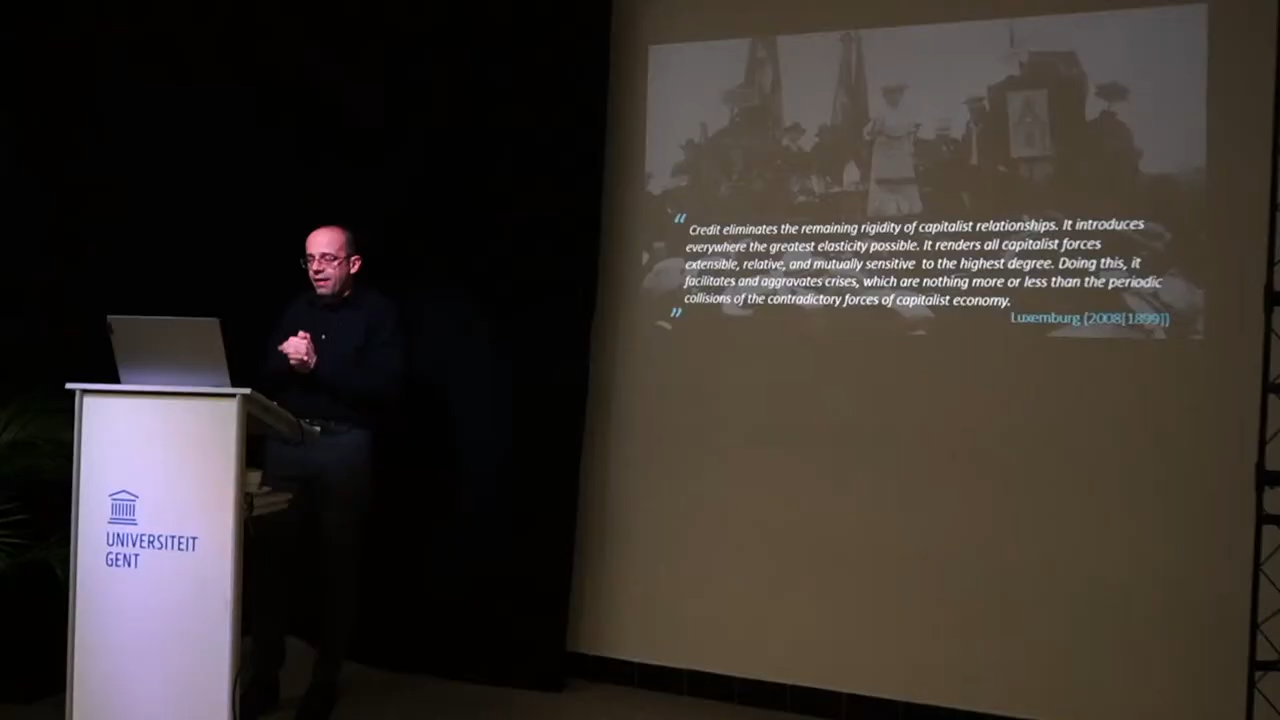 “
Credit eliminates the remaining rigidity of capitalist relationships. It introduces
everywhere the greatest elasticity possible. It renders all capitalist forces
extensible, relative, and mutually sensitive to the highest degree. Doing this, it
facilitates and aggravates crises, which are nothing more or less than the periodic
collisions of the contradictory forces of capitalist economy.
”
Luxemburg (2008[1899])
UNIVERSITEIT
GENT